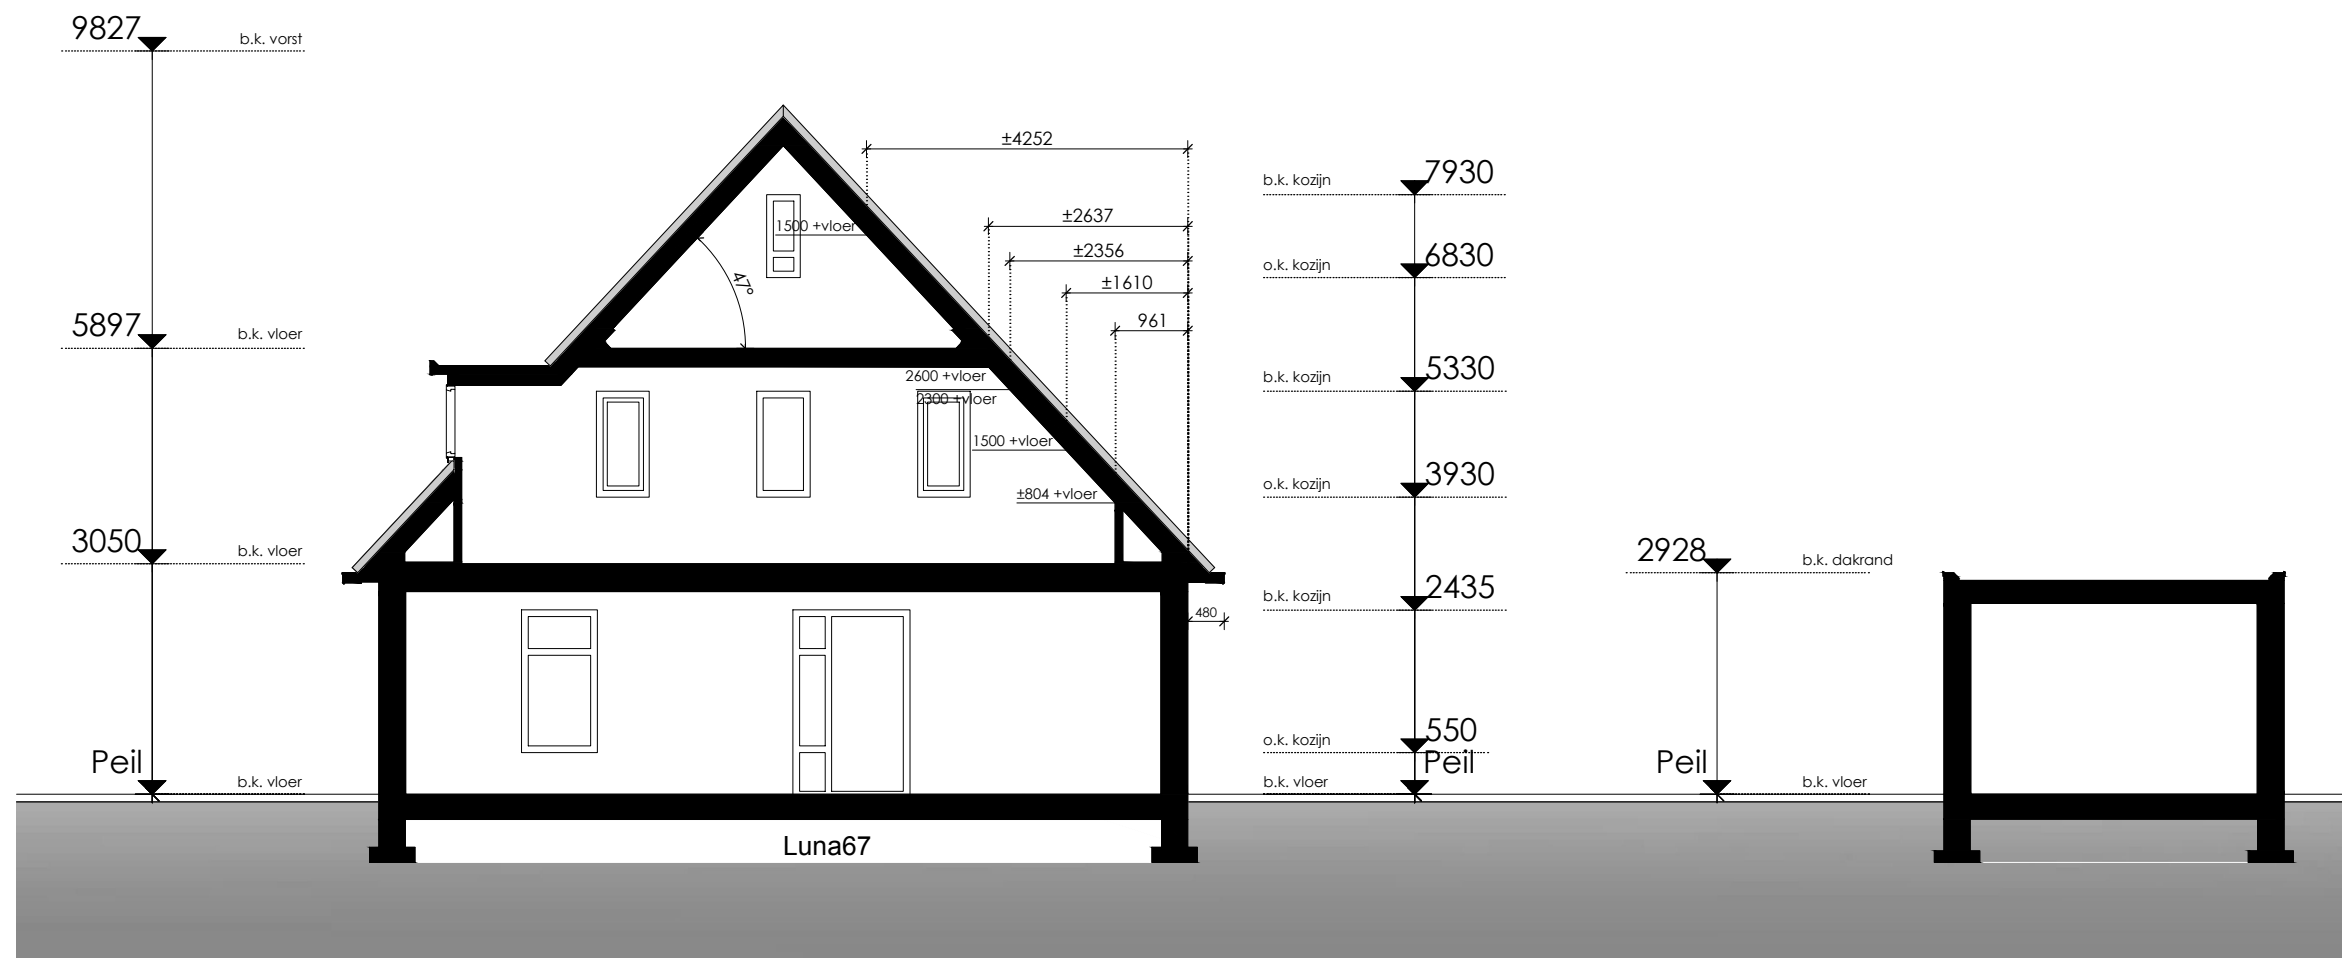 9827
b.k. vorst
±4252
7930
b.k. kozijn
±2637
1500 +vloer
±2356
6830
o.k. kozijn
47°
±1610
961
5897
b.k. vloer
5330
b.k. kozijn
2600 +vloer
2300 +vloer
1500 +vloer
3930
o.k. kozijn
±804 +vloer
3050
b.k. vloer
2928
b.k. dakrand
2435
b.k. kozijn
480
550
o.k. kozijn
Peil
b.k. vloer
Peil
b.k. vloer
Peil
b.k. vloer
Luna67